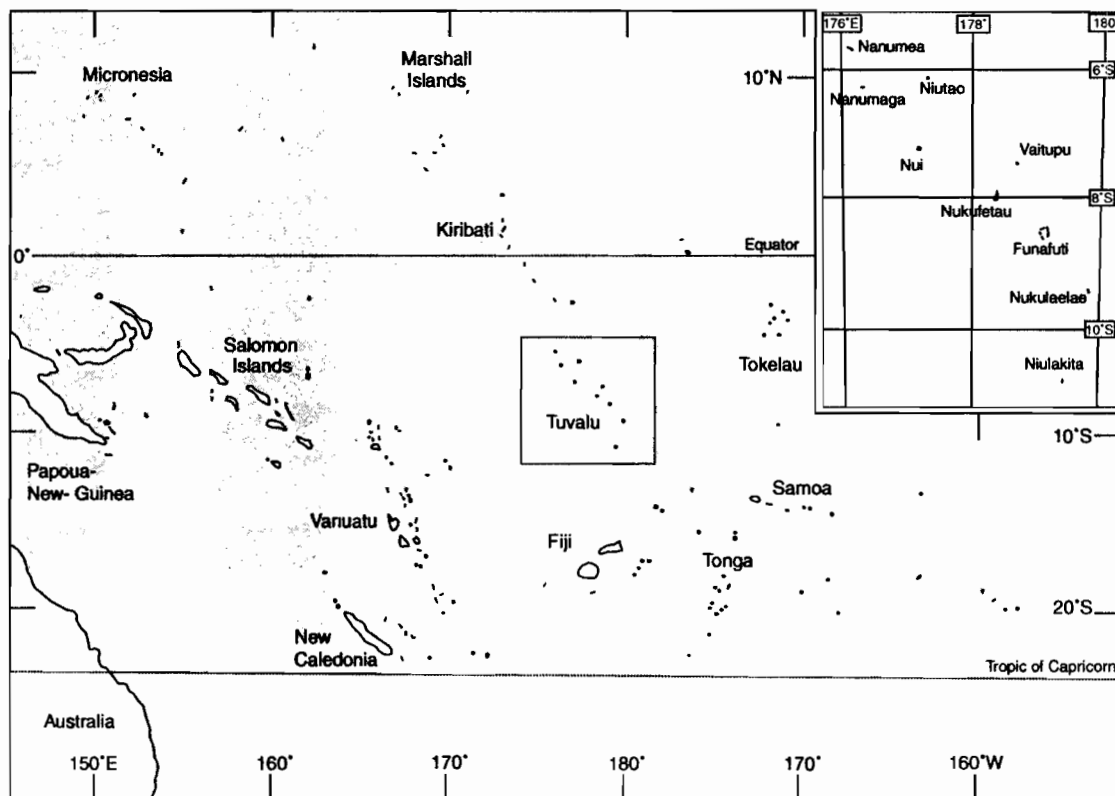 Micronesia
Marshall
Islands
10°N
Kiribati
Equator
0°
Salomon
Islands
Tokelau
Tuvalu
10°S
Papoua-
New- Guinea
Samoa
Vanuatu
Fiji
Tonga
20°S
New
Caledonia
Tropic of Capricorn
Australia
150°E
160°
170°
180°
170°
160°W
176°E
178°
180
Nanumea
6°S
Niutao
Nanumaga
Nui
Vaitupu
8°S
Nukufetau
Funafuti
Nukulaelae
10°S
Niulakita